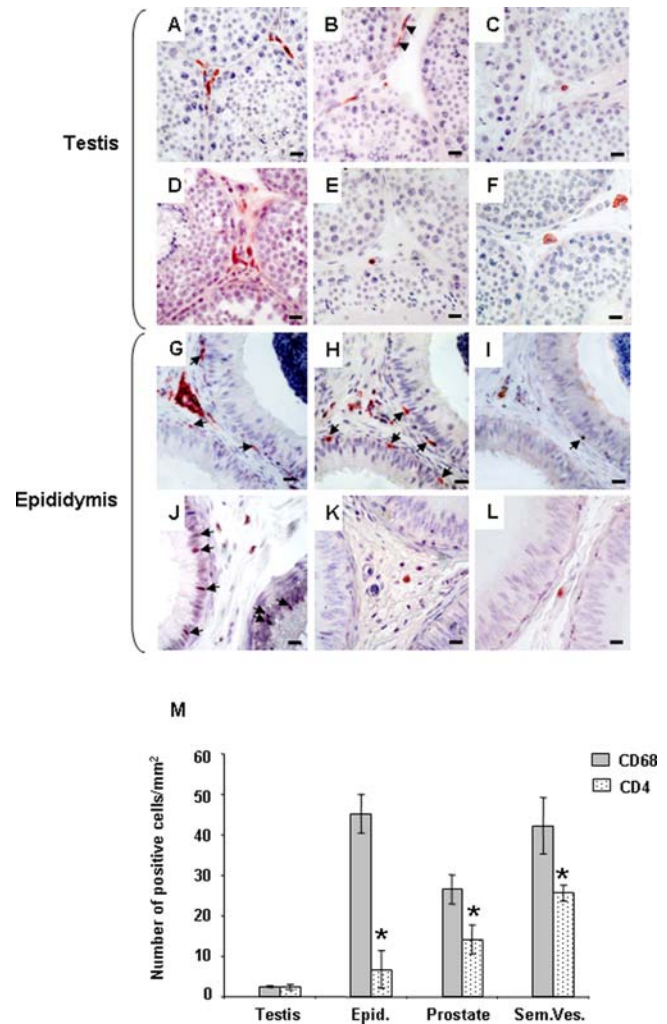 A B C
Testis
D E F
G H I
Epididymis
J K L
M
60
CD68
50
CD4
40
30
20
10
0
Number of positive cells/mm²
* * *
Testis Epid. Prostate Sem.Ves.